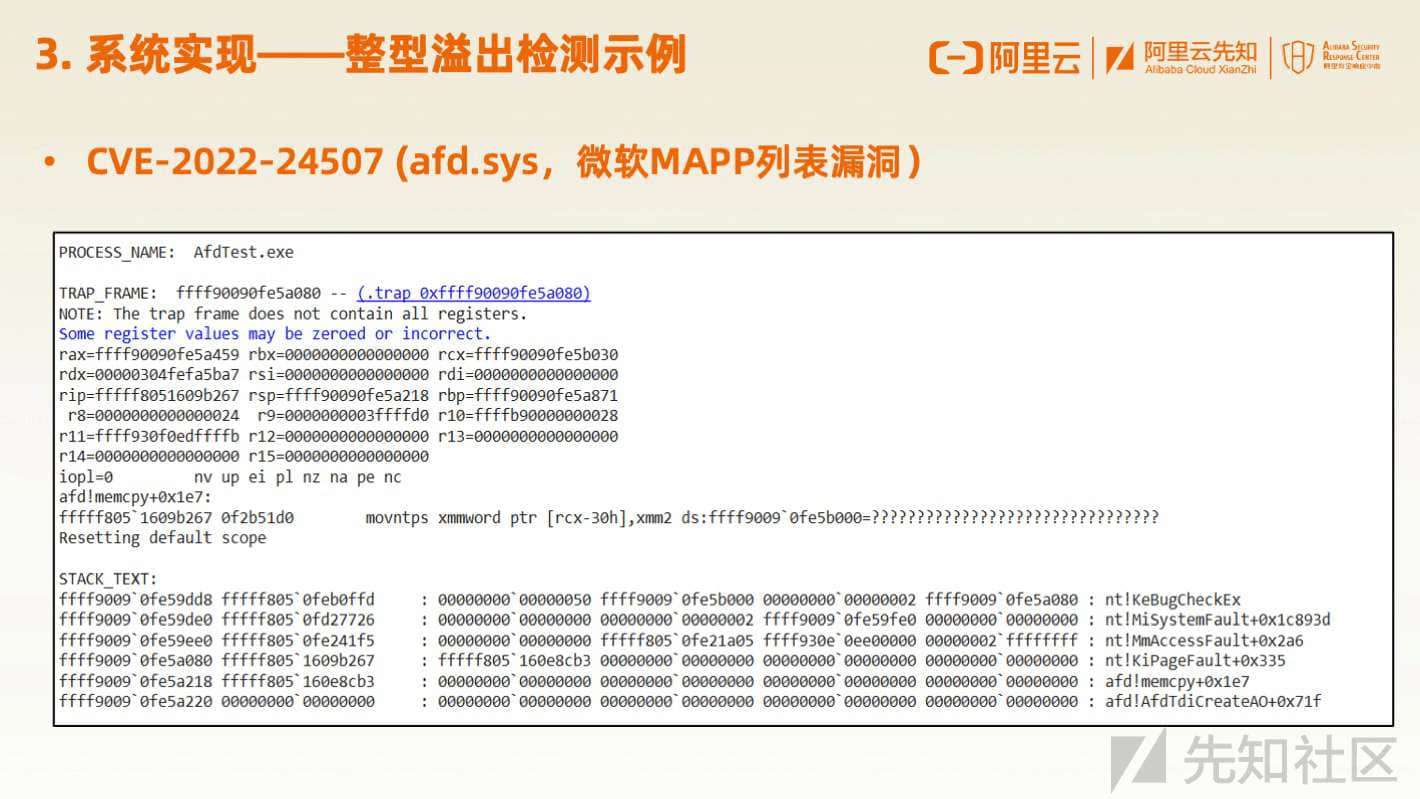 3. 系统实现——整型溢出检测示例
阿里云
阿里云先知
Alibaba Cloud XianZhi
ALIBABA SECURITY
RESPONSE CENTER
• CVE-2022-24507 (afd.sys，微软MAPP列表漏洞)
PROCESS_NAME:  AfdTest.exe
TRAP_FRAME:  ffff90090fe5a080 -- (.trap 0xffff90090fe5a080)
NOTE: The trap frame does not contain all registers.
Some register values may be zeroed or incorrect.
rax=ffff90090fe5a459 rbx=0000000000000000 rcx=ffff90090fe5b030
rdx=00000304fefa5ba7 rsi=0000000000000000 rdi=0000000000000000
rip=fffff8051609b267 rsp=ffff90090fe5a218 rbp=ffff90090fe5a871
r8=0000000000000024  r9=0000000003ffffd0 r10=ffffb90000000028
r11=ffff930f0edffffb r12=0000000000000000 r13=0000000000000000
r14=0000000000000000 r15=0000000000000000
iopl=0         nv up ei pl nz na pe nc
afd!memcpy+0x1e7:
fffff805`1609b267 0f2b51d0        movntps xmmword ptr [rcx-30h],xmm2 ds:ffff9009`0fe5b000=????????????????????????????????
Resetting default scope
STACK_TEXT:
ffff9009`0fe59dd8 fffff805`0feb0ffd     : 00000000`00000050 ffff9009`0fe5b000 00000000`00000002 ffff9009`0fe5a080 : nt!KeBugCheckEx
ffff9009`0fe59de0 fffff805`0fd27726     : 00000000`00000000 00000000`00000002 ffff9009`0fe59fe0 00000000`00000000 : nt!MiSystemFault+0x1c893d
ffff9009`0fe59ee0 fffff805`0fe241f5     : 00000000`00000000 fffff805`0fe21a05 ffff930e`0ee00000 00000002`ffffffff : nt!MmAccessFault+0x2a6
ffff9009`0fe5a080 fffff805`1609b267     : fffff805`160e8cb3 00000000`00000000 00000000`00000000 00000000`00000000 : nt!KiPageFault+0x335
ffff9009`0fe5a218 fffff805`160e8cb3     : 00000000`00000000 00000000`00000000 00000000`00000000 00000000`00000000 : afd!memcpy+0x1e7
ffff9009`0fe5a220 00000000`00000000     : 00000000`00000000 00000000`00000000 00000000`00000000 00000000`00000000 : afd!AfdTdiCreateAO+0x71f
先知社区